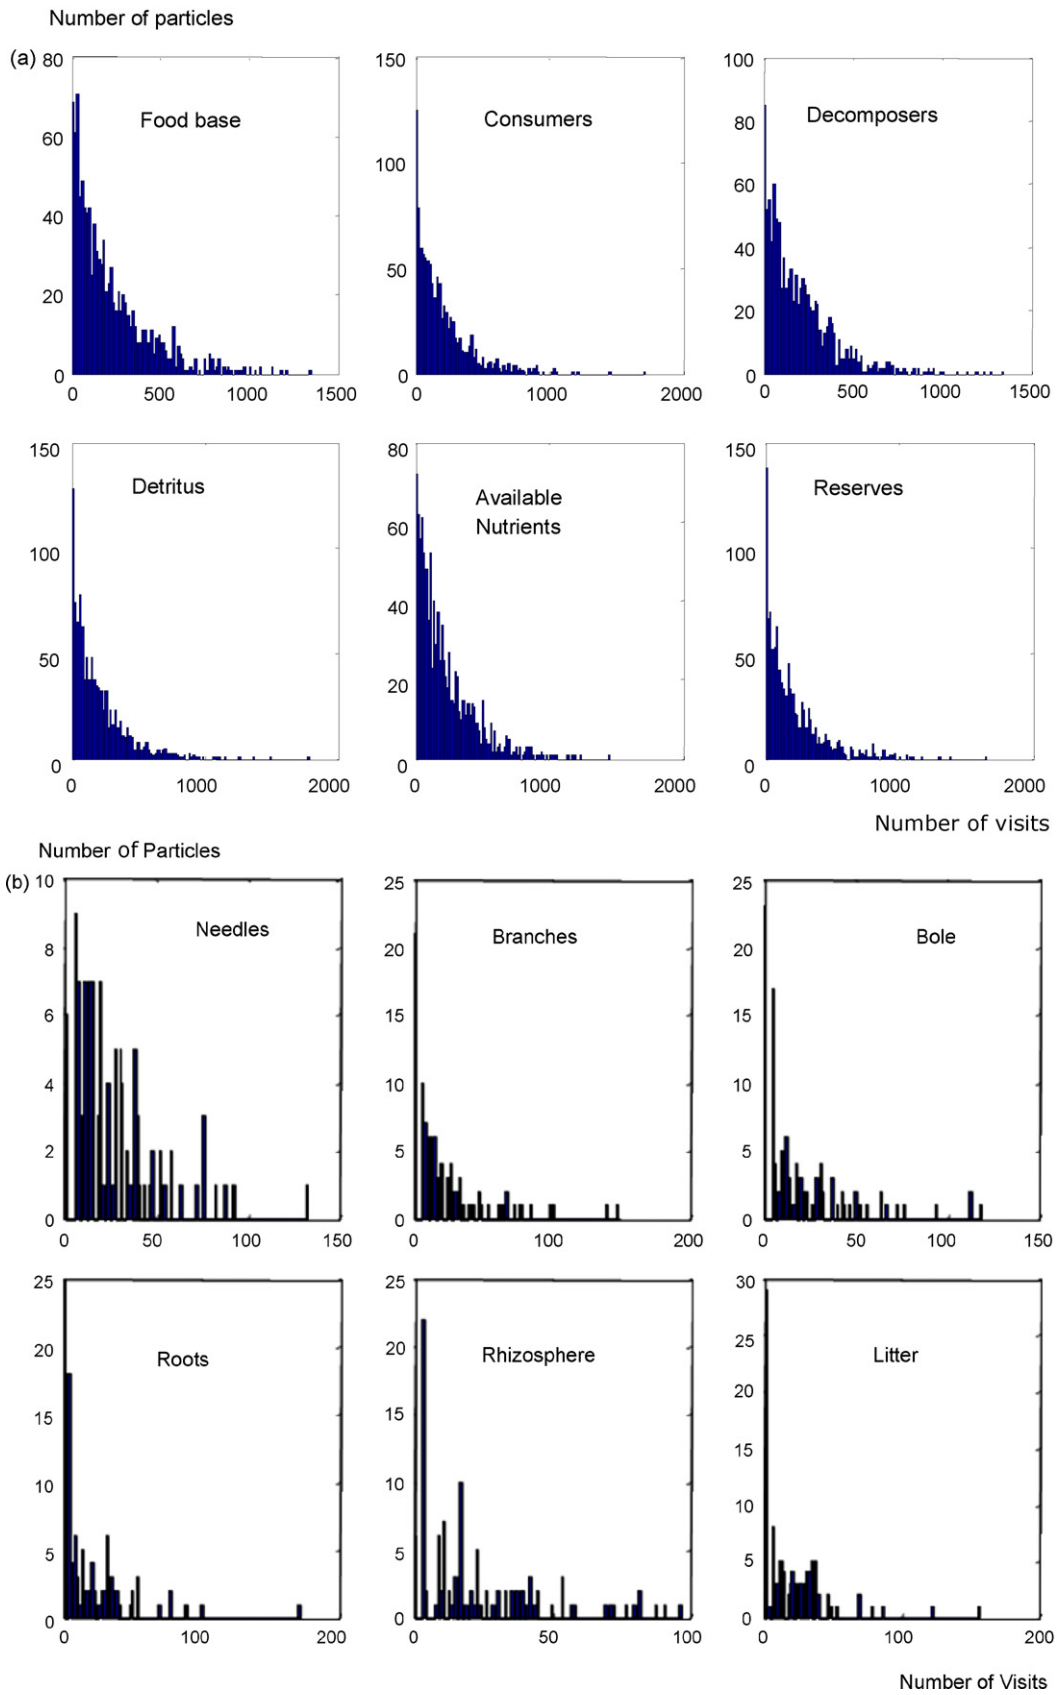 Number of particles
(a)
80
60
40
20
0
0 500 1000 1500
Food base
150
100
50
0
0 1000 2000
Consumers
100
80
60
40
20
0
0 500 1000 1500
Decomposers
150
100
50
0
0 1000 2000
Detritus
80
60
40
20
0
0 1000 2000
Available
Nutrients
150
100
50
0
0 1000 2000
Reserves
Number of visits
Number of Particles
(b)
10
8
6
4
2
0
0 50 100 150
Needles
25
20
15
10
5
0
0 100 200
Branches
25
20
15
10
5
0
0 50 100 150
Bole
25
20
15
10
5
0
0 100 200
Roots
25
20
15
10
5
0
0 50 100
Rhizosphere
30
25
20
15
10
5
0
0 100 200
Litter
Number of Visits